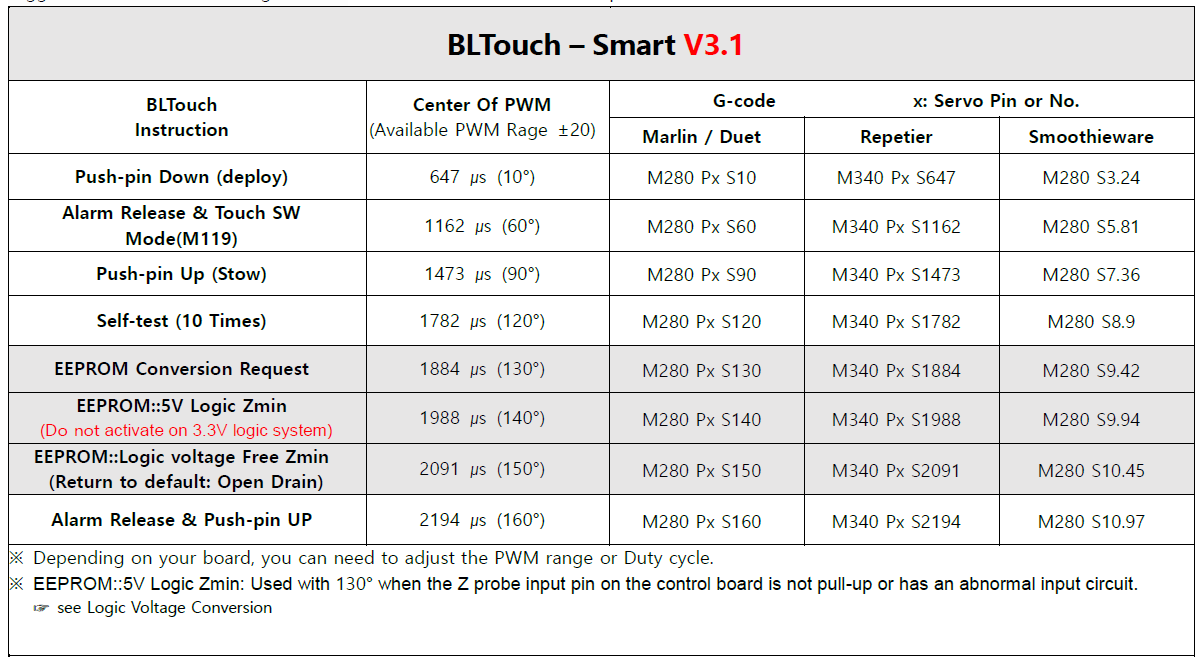 BLTouch – Smart V3.1
BLTouch
Instruction
Center Of PWM
(Available PWM Rage ±20)
G-code x: Servo Pin or No.
Marlin / Duet Repetier Smoothieware
Push-pin Down (deploy) 647 µs (10°) M280 Px S10 M340 Px S647 M280 S3.24
Alarm Release & Touch SW
Mode(M119)
1162 µs (60°) M280 Px S60 M340 Px S1162 M280 S5.81
Push-pin Up (Stow) 1473 µs (90°) M280 Px S90 M340 Px S1473 M280 S7.36
Self-test (10 Times) 1782 µs (120°) M280 Px S120 M340 Px S1782 M280 S8.9
EEPROM Conversion Request 1884 µs (130°) M280 Px S130 M340 Px S1884 M280 S9.42
EEPROM::5V Logic Zmin
(Do not activate on 3.3V logic system)
1988 µs (140°) M280 Px S140 M340 Px S1988 M280 S9.94
EEPROM::Logic voltage Free Zmin
(Return to default: Open Drain)
2091 µs (150°) M280 Px S150 M340 Px S2091 M280 S10.45
Alarm Release & Push-pin UP 2194 µs (160°) M280 Px S160 M340 Px S2194 M280 S10.97
※ Depending on your board, you can need to adjust the PWM range or Duty cycle.
※ EEPROM::5V Logic Zmin: Used with 130° when the Z probe input pin on the control board is not pull-up or has an abnormal input circuit.
☞ see Logic Voltage Conversion